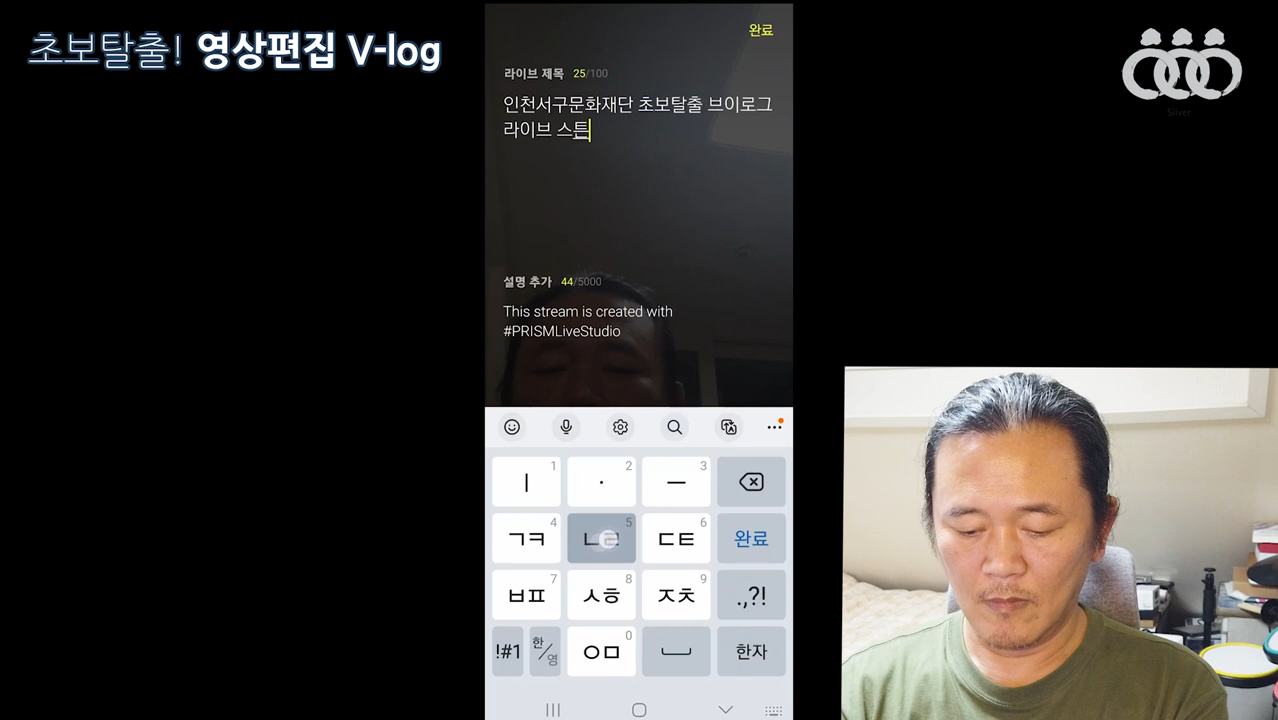 초보탈출! 영상편집 V-log
Silver
완료
라이브 제목 25/100
인천서구문화재단 초보탈출 브이로그
라이브 스튼
설명 추가 44/5000
This stream is created with
#PRISMLiveStudio
ㅣ 1 · 2 ㅡ 3
ㄱㅋ 4 ㄴㄹ 5 ㄷㅌ 6 완료
ㅂㅍ 7 ㅅㅎ 8 ㅈㅊ 9 .,?!
!#1 한/영 ㅇㅁ 0 한자